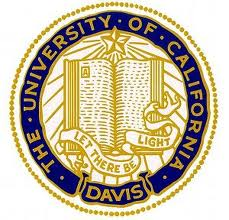 · THE · UNIVERSITY · OF · CALIFORNIA ·
A
LET THERE BE
LIGHT
DAVIS